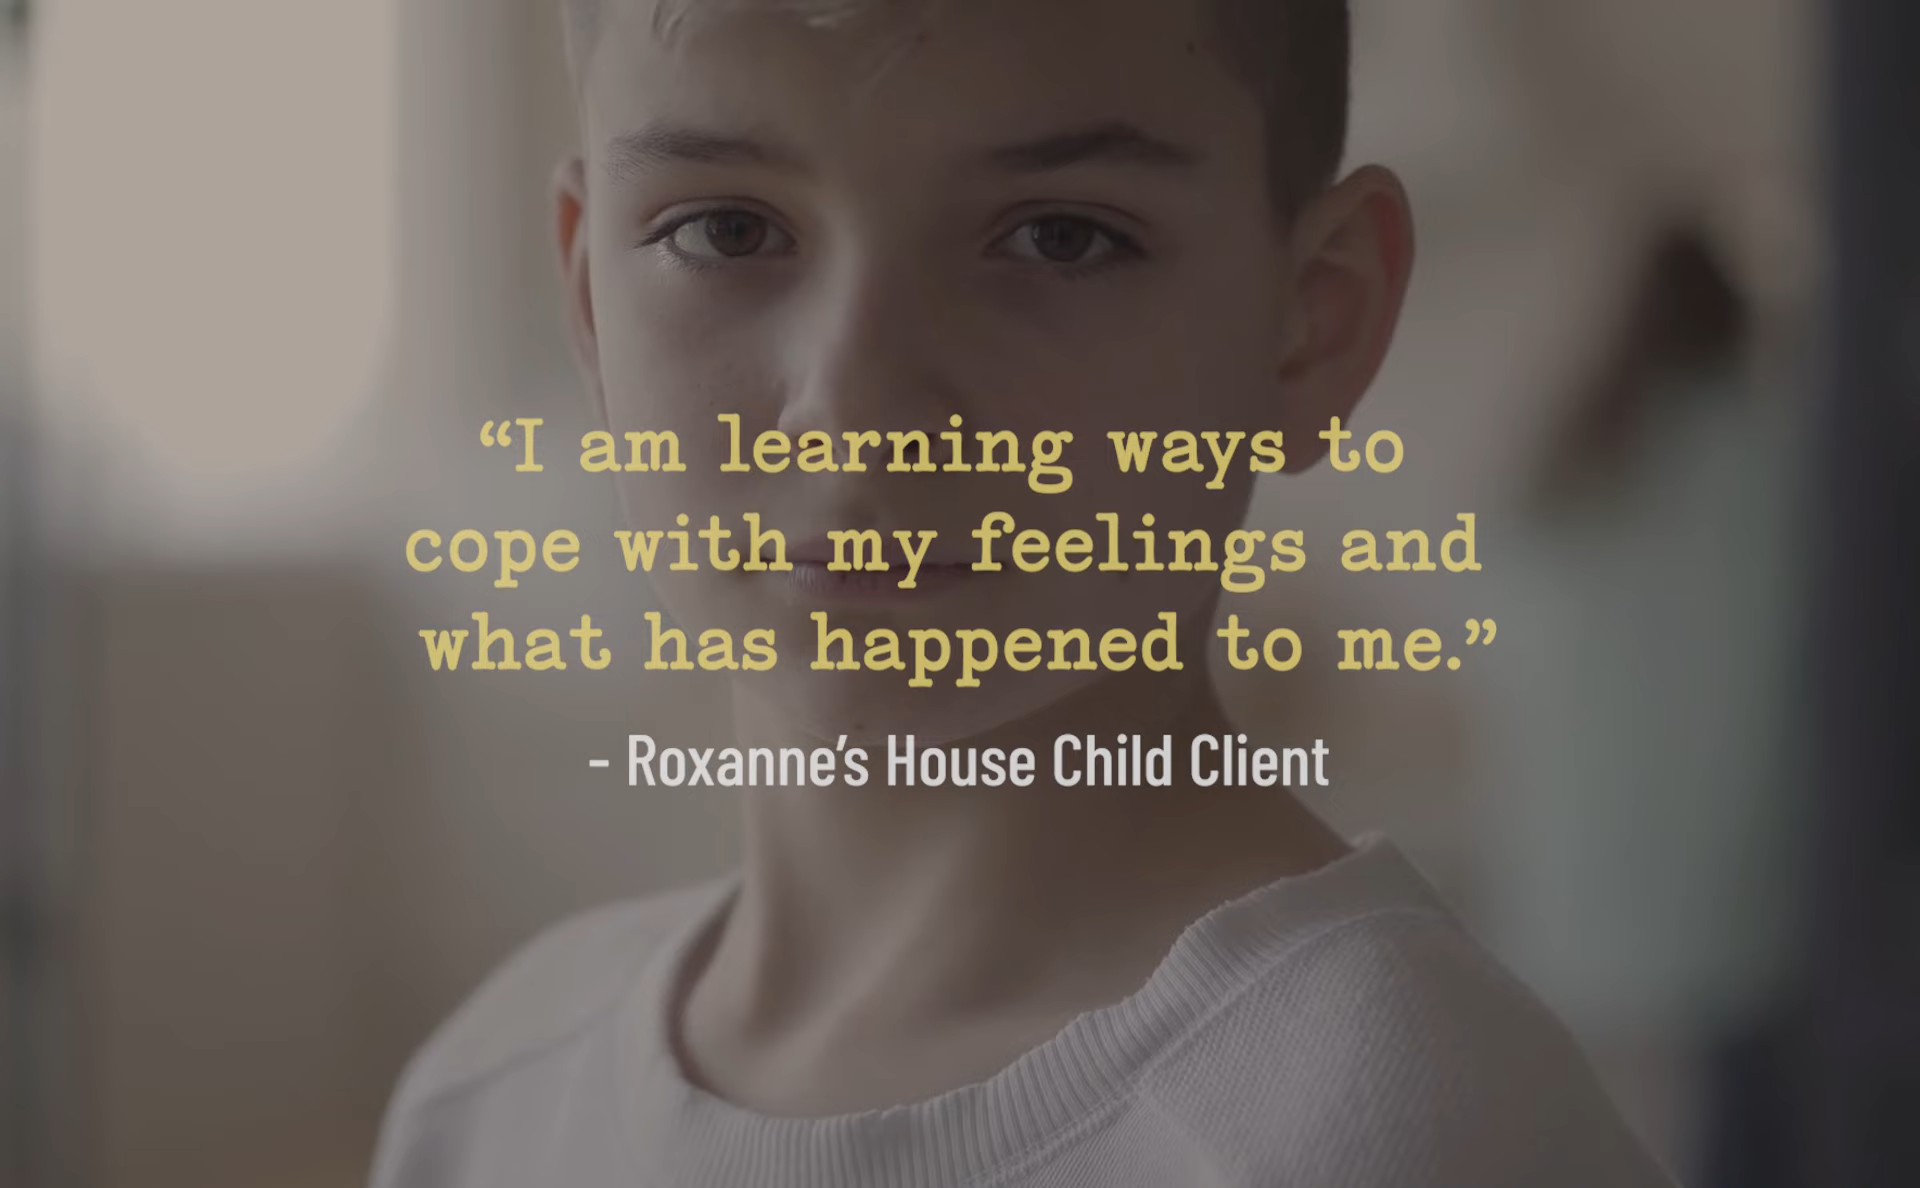 “I am learning ways to
cope with my feelings and
what has happened to me.”
- Roxanne’s House Child Client